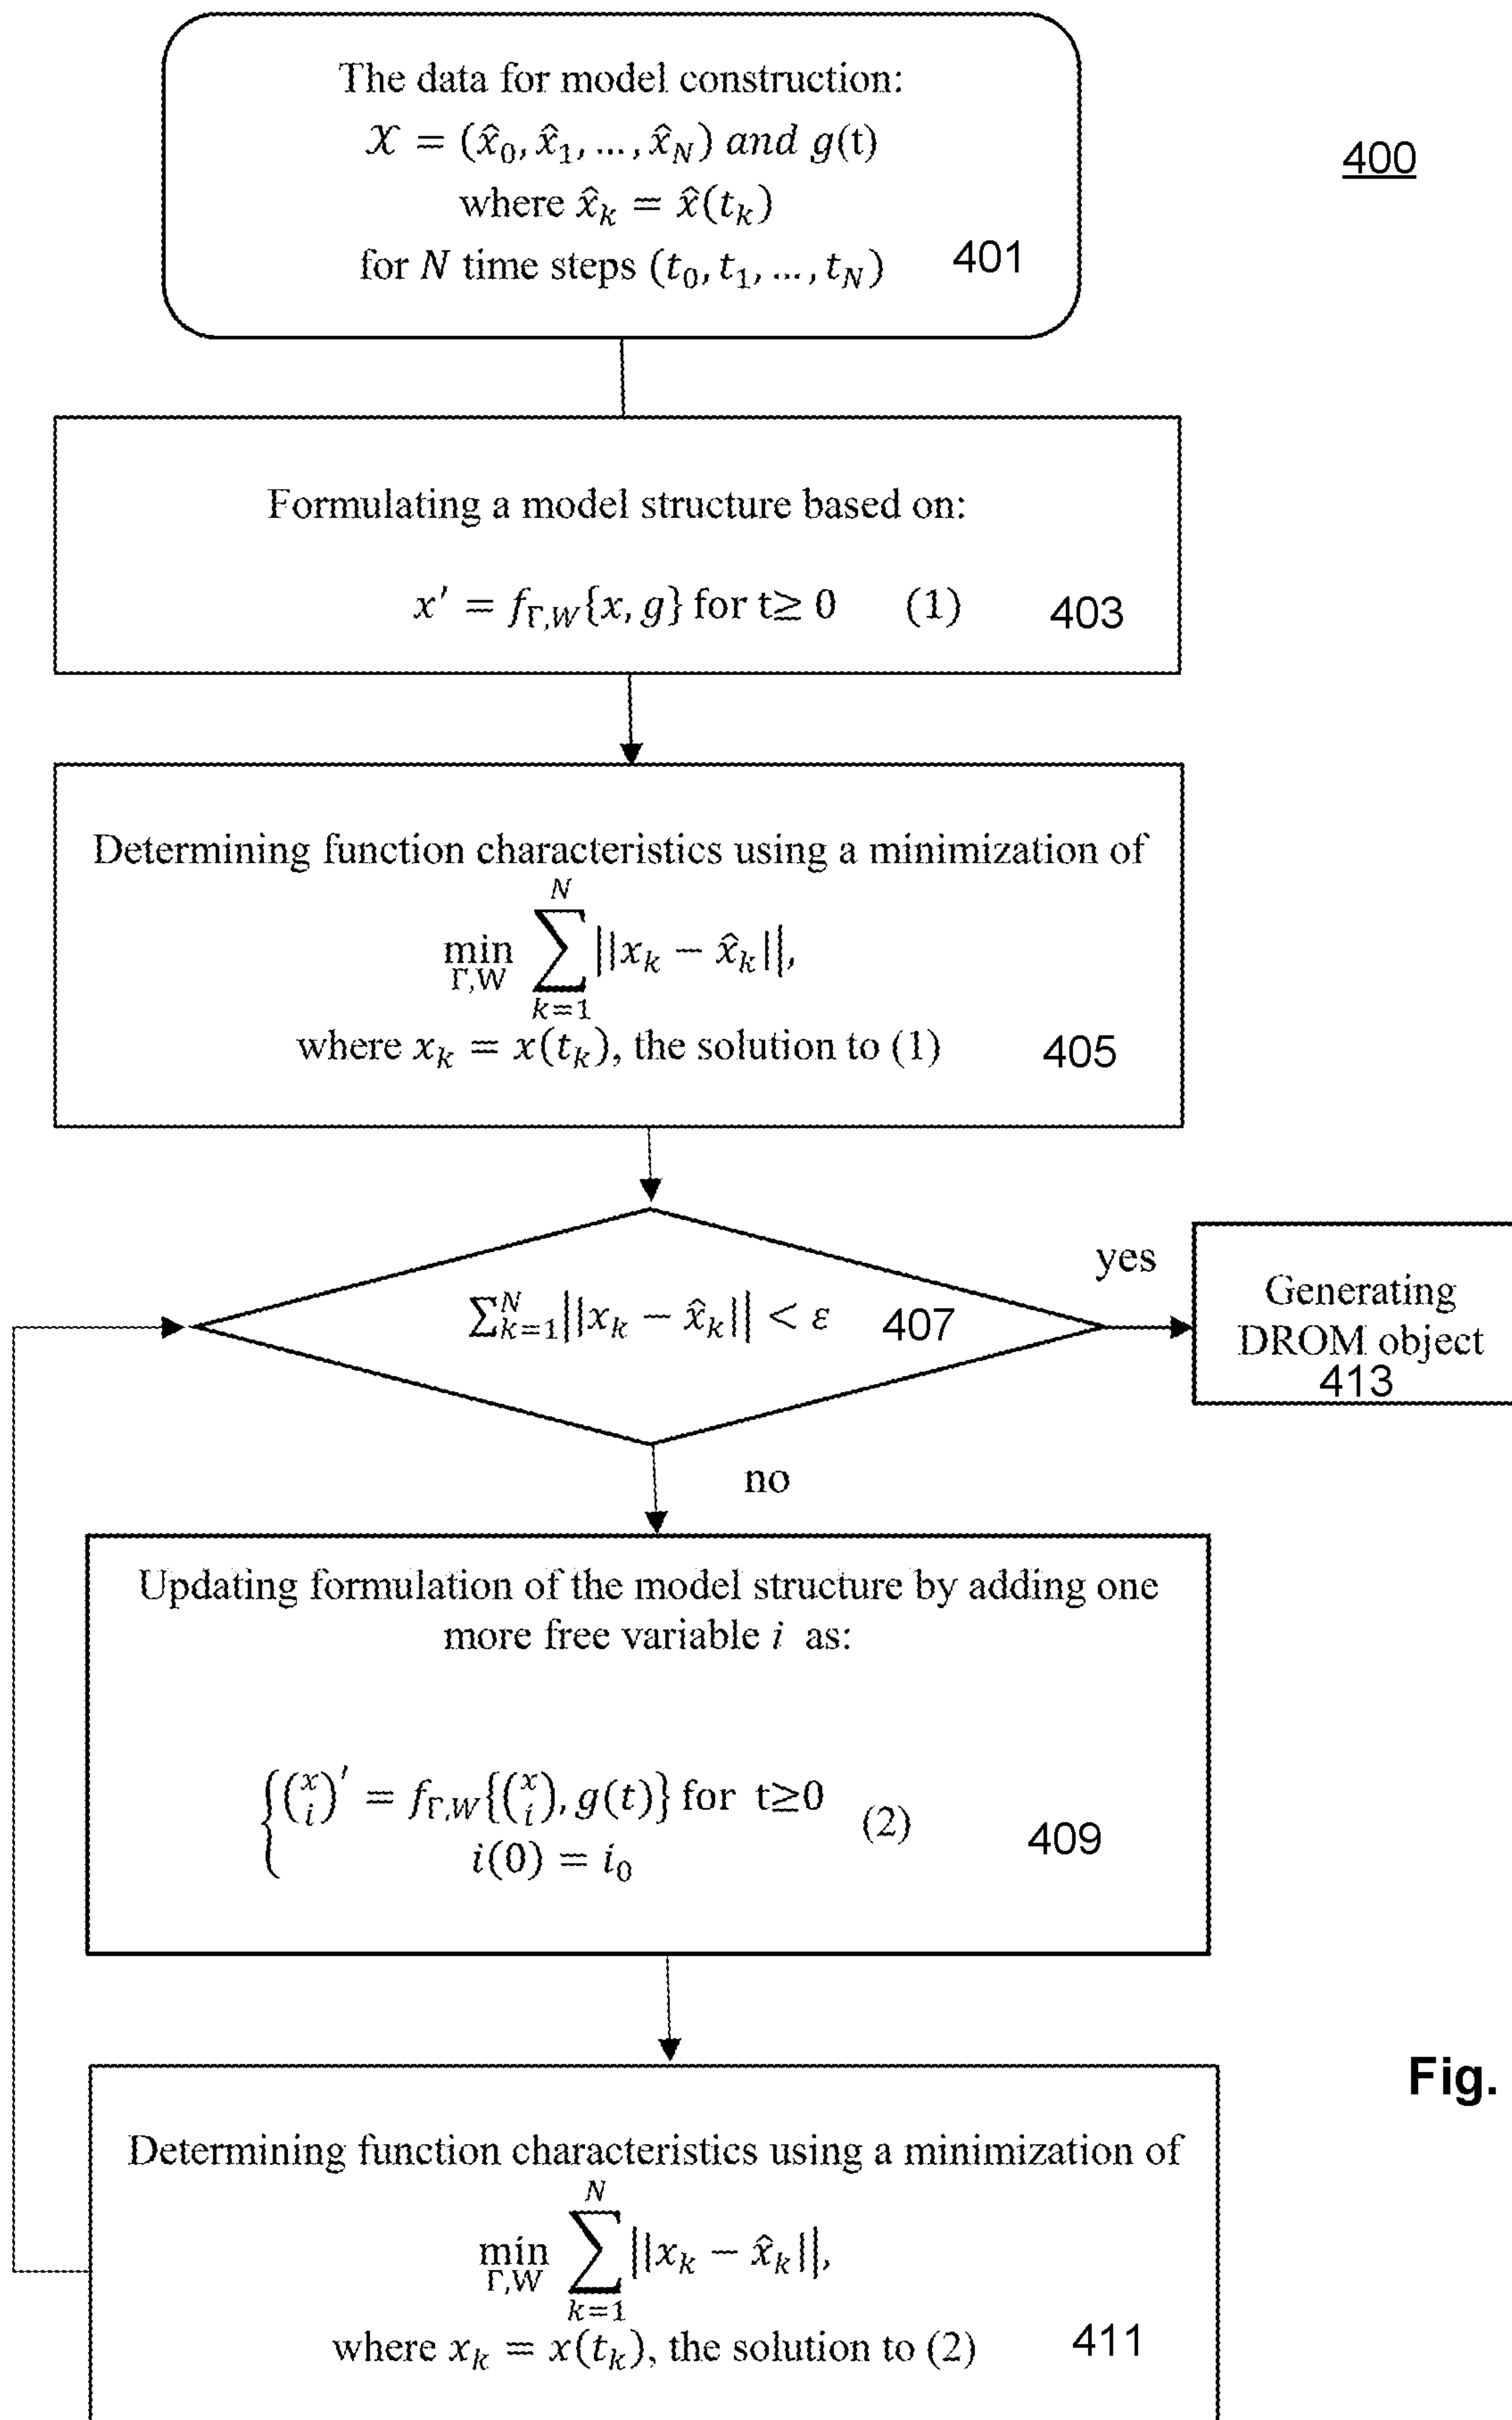 The data for model construction:
𝒳 = (x̂₀, x̂₁, …, x̂_N) and g(t)
where x̂_k = x̂(t_k)
for N time steps (t₀, t₁, …, t_N) 401
400
Formulating a model structure based on:
x′ = f_{Γ,W}{x, g} for t≥ 0 (1) 403
Determining function characteristics using a minimization of
min_{Γ,W} ∑_{k=1}^{N} ||x_k − x̂_k||,
where x_k = x(t_k), the solution to (1) 405
∑_{k=1}^{N}||x_k − x̂_k|| < ε 407
yes
Generating
DROM object
413
no
Updating formulation of the model structure by adding one
more free variable i as:
{(x i)′ = f_{Γ,W}{(x i), g(t)} for t≥0
i(0) = i₀ (2) 409
Fig.
Determining function characteristics using a minimization of
min_{Γ,W} ∑_{k=1}^{N} ||x_k − x̂_k||,
where x_k = x(t_k), the solution to (2) 411